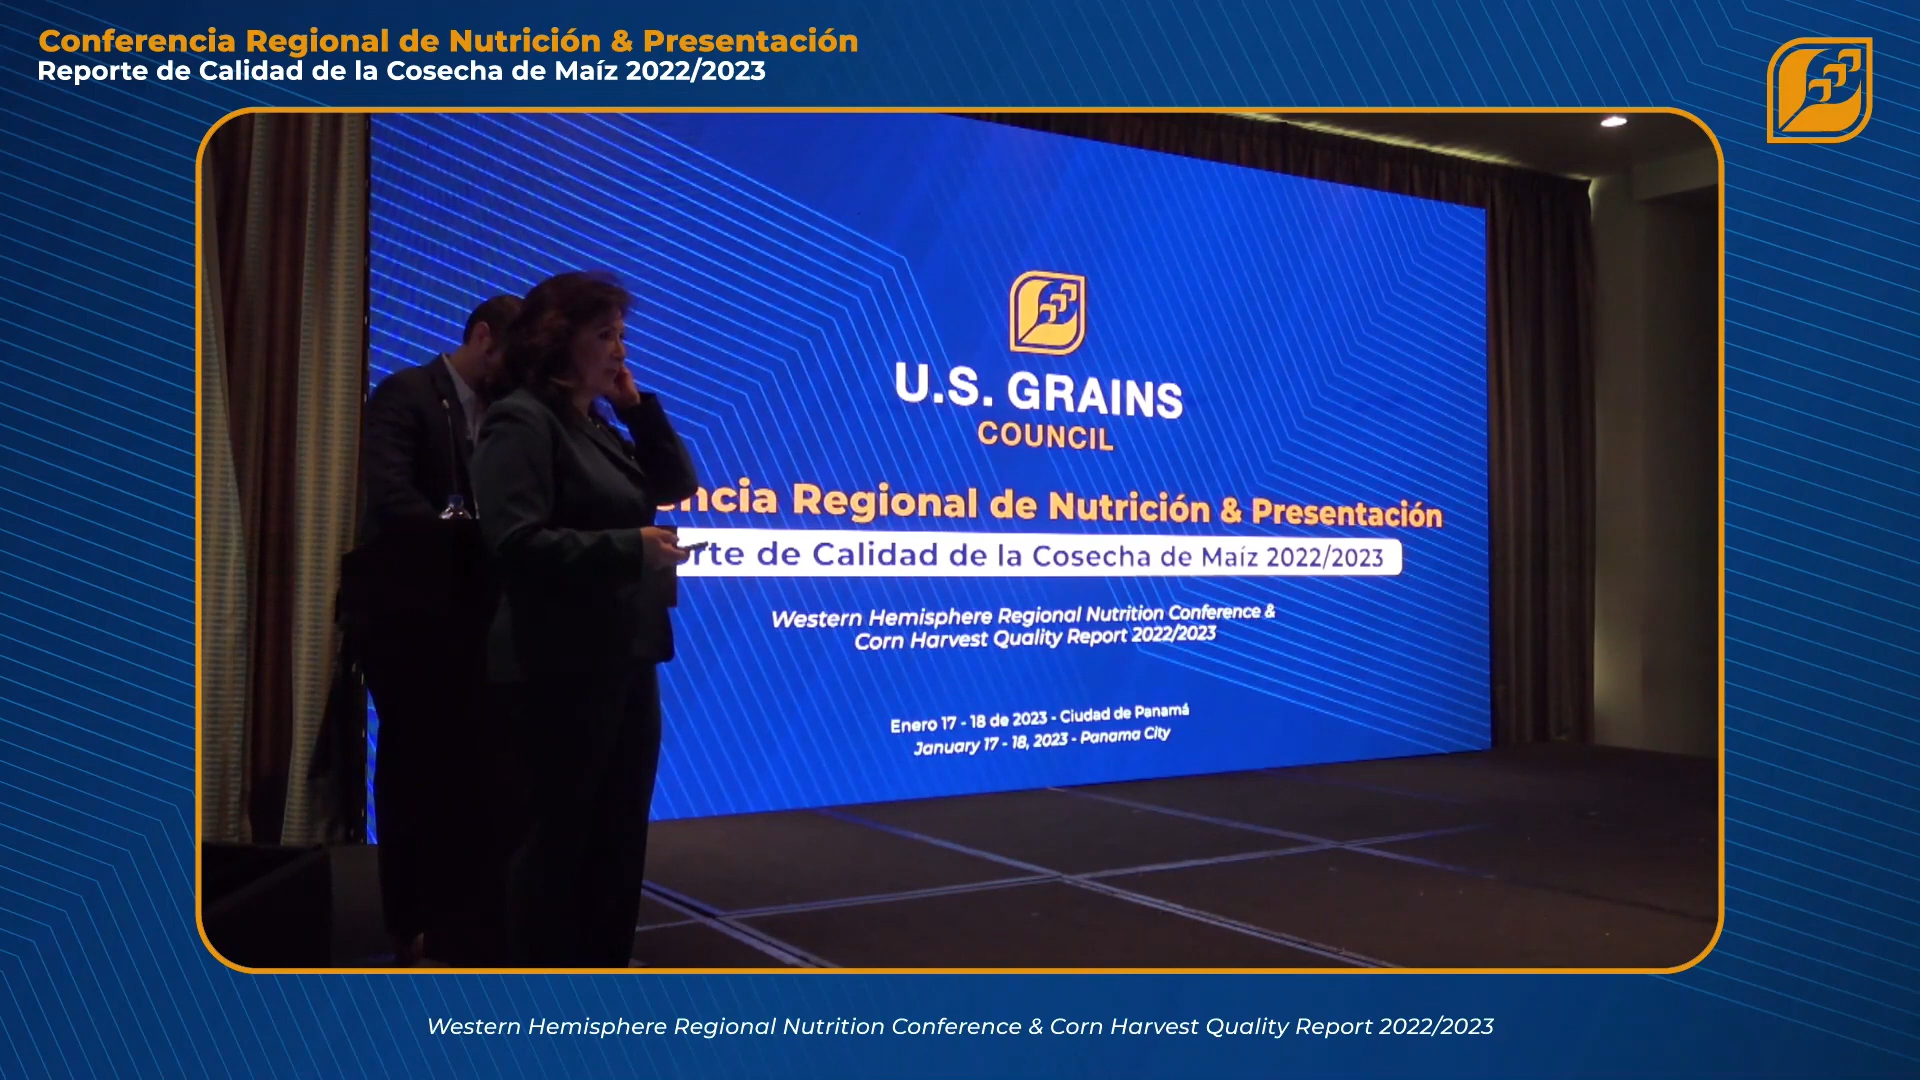 Conferencia Regional de Nutrición & Presentación
Reporte de Calidad de la Cosecha de Maíz 2022/2023
U.S. GRAINS
COUNCIL
Regional de Nutrición & Presentación
de Calidad de la Cosecha de Maíz 2022/2023
Western Hemisphere Regional Nutrition Conference &
Corn Harvest Quality Report 2022/2023
Enero 17 - 18 de 2023 - Ciudad de Panamá
January 17 - 18, 2023 - Panama City
Western Hemisphere Regional Nutrition Conference & Corn Harvest Quality Report 2022/2023